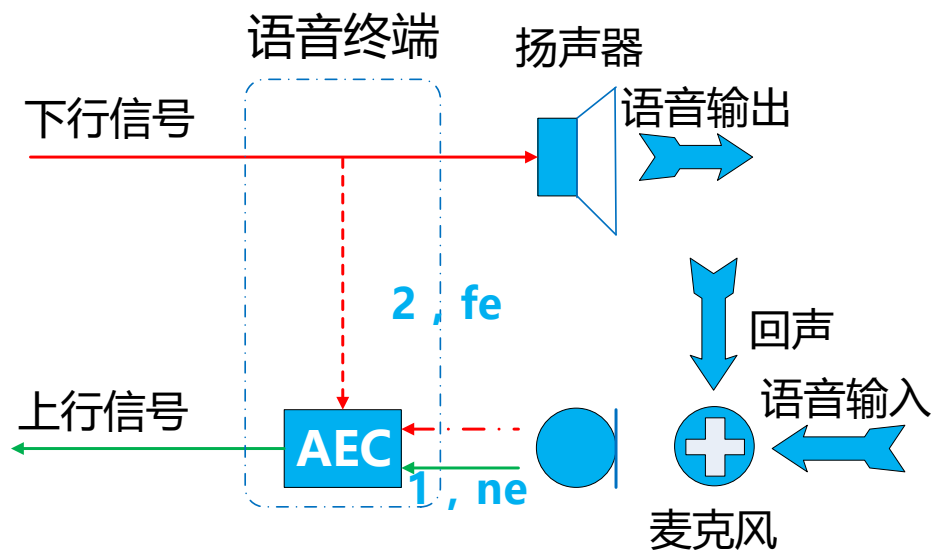 语音终端
扬声器
下行信号
语音输出
2，fe
回声
上行信号
语音输入
AEC
1，ne
麦克风